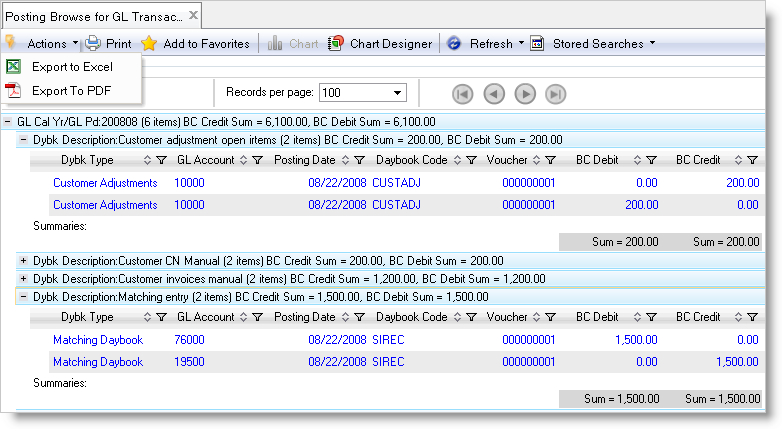 Posting Browse for GL Transac...
Actions Print Add to Favorites Chart Chart Designer Refresh Stored Searches
Export to Excel
Export To PDF
Records per page: 100
GL Cal Yr/GL Pd:200808 (6 items) BC Credit Sum = 6,100.00, BC Debit Sum = 6,100.00
Dybk Description:Customer adjustment open irtems (2 items) BC Credit Sum = 200.00, BC Debit Sum = 200.00
Dybk Type GL Account Posting Date Daybook Code Voucher BC Debit BC Credit
Customer Adjustments 10000 08/22/2008 CUSTADJ 000000001 0.00 200.00
Customer Adjustments 10000 08/22/2008 CUSTADJ 000000001 200.00 0.00
Summaries:
Sum = 200.00 Sum = 200.00
Dybk Description:Customer CN Manual (2 items) BC Credit Sum = 200.00, BC Debit Sum = 200.00
Dybk Description:Customer invoices manual (2 items) BC Credit Sum = 1,200.00, BC Debit Sum = 1,200.00
Dybk Description:Matching entry (2 items) BC Credit Sum = 1,500.00, BC Debit Sum = 1,500.00
Dybk Type GL Account Posting Date Daybook Code Voucher BC Debit BC Credit
Matching Daybook 76000 08/22/2008 SIREC 000000001 1,500.00 0.00
Matching Daybook 19500 08/22/2008 SIREC 000000001 0.00 1,500.00
Summaries:
Sum = 1,500.00 Sum = 1,500.00